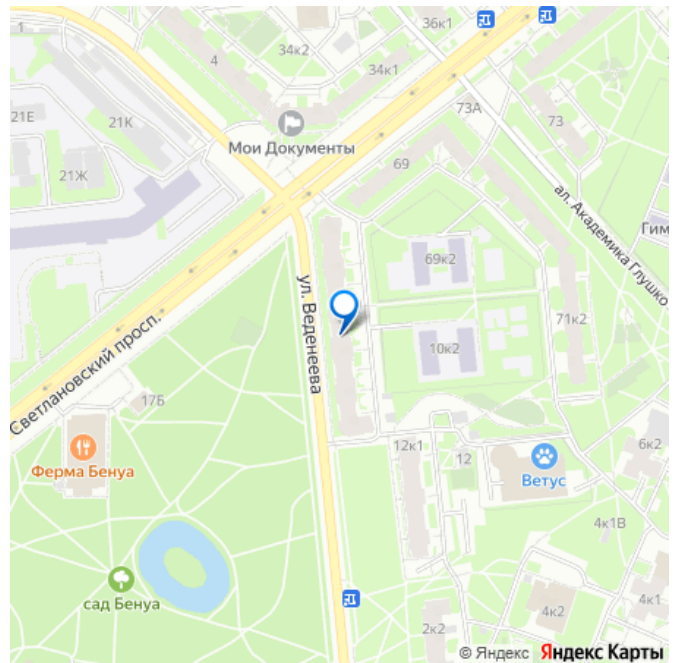 36к1
34к2
1
4
34к1
73А
73
21Е
21К
Мои Документы
69
21Ж
ал. Академика Глушко
Гим
69к2
ул. Веденеева
71к2
Светлановский просп.
10к2
17Б
12к1
6к2
12
Ферма Бенуа
Ветус
4к1В
сад Бенуа
4к2
4к1
2к2
© Яндекс Яндекс Карты